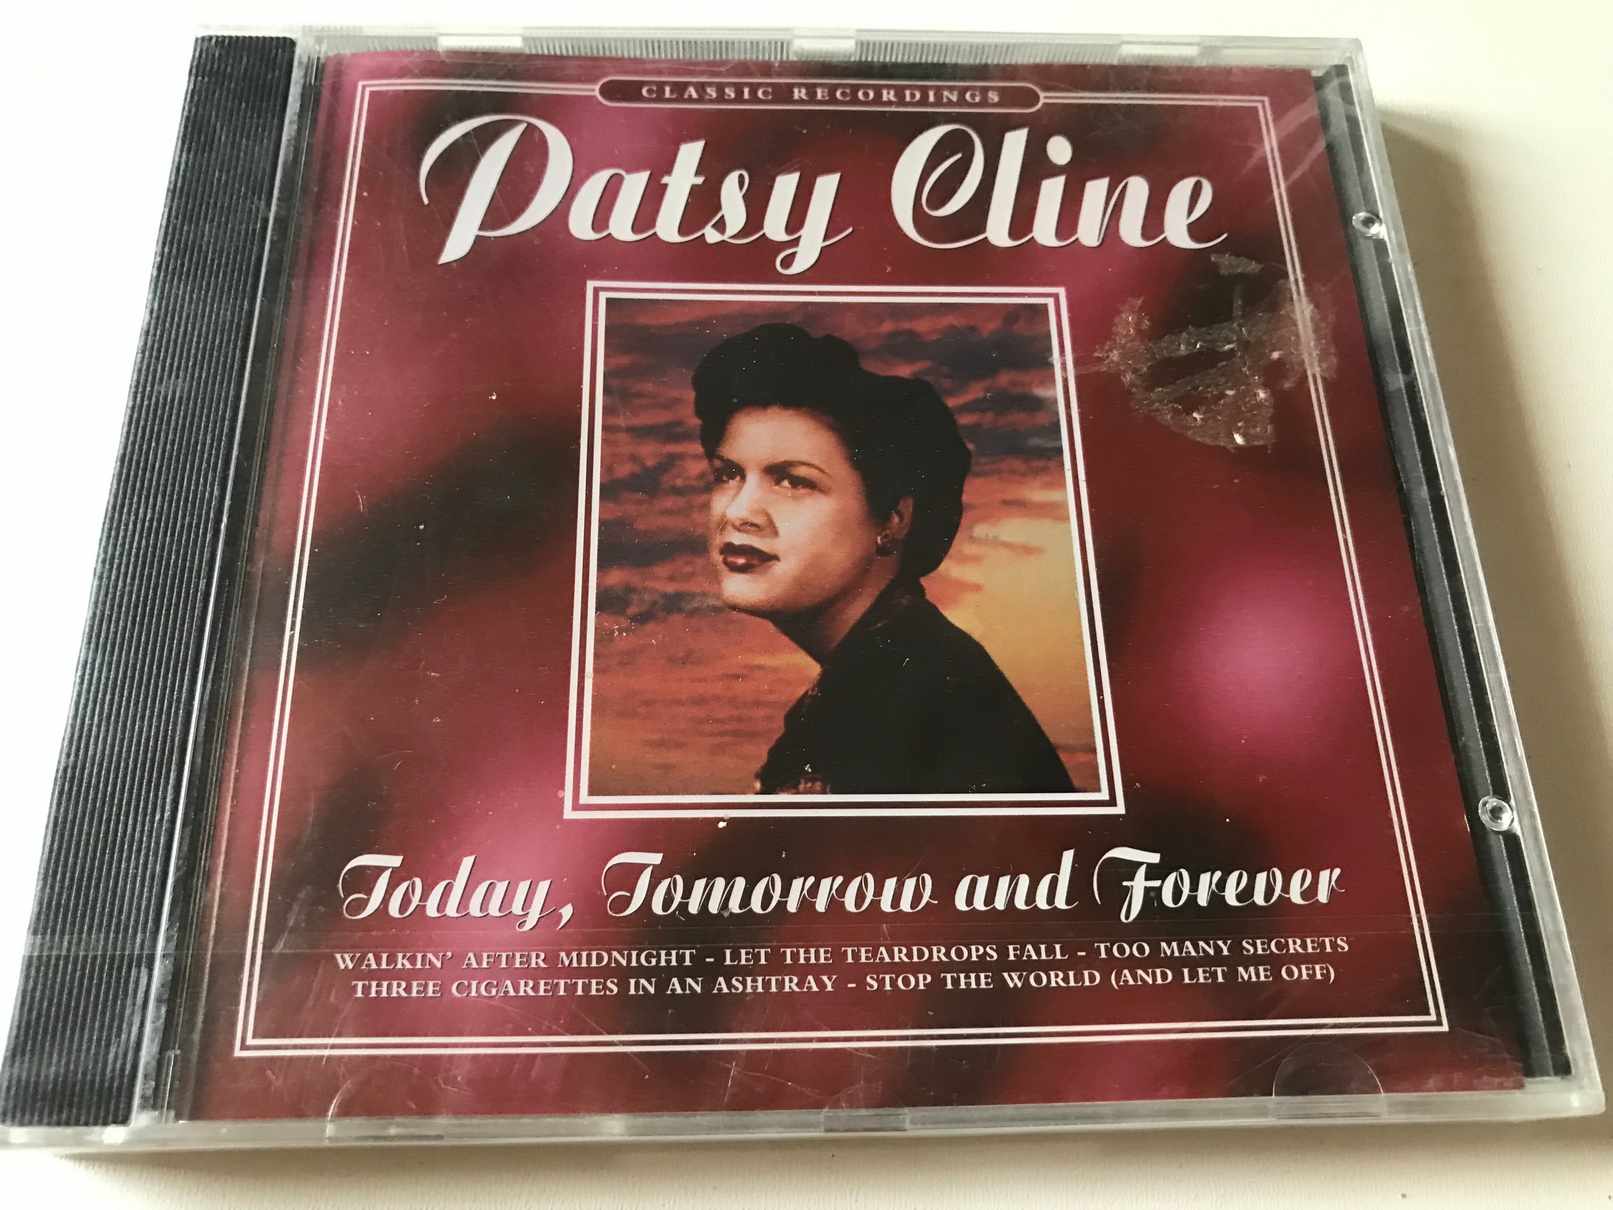 CLASSIC RECORDINGS
Patsy Cline
Today, Tomorrow and Forever
WALKIN' AFTER MIDNIGHT - LET THE TEARDROPS FALL - TOO MANY SECRETS
THREE CIGARETTES IN AN ASHTRAY - STOP THE WORLD (AND LET ME OFF)